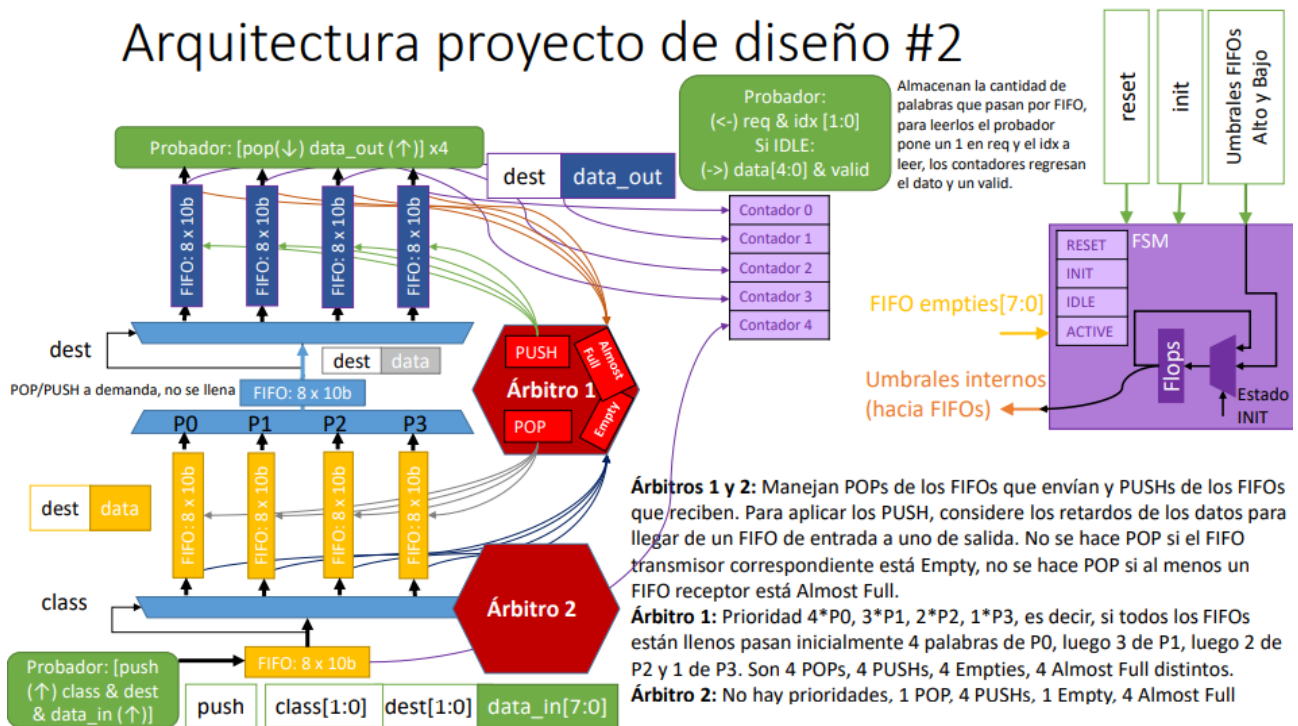 Arquitectura proyecto de diseño #2
Probador: [pop(↓) data_out (↑)] x4
FIFO: 8 x 10b
FIFO: 8 x 10b
FIFO: 8 x 10b
FIFO: 8 x 10b
dest
data_out
Probador:
(<-) req & idx [1:0]
Si IDLE:
(->) data[4:0] & valid
Almacenan la cantidad de
palabras que pasan por FIFO,
para leerlos el probador
pone un 1 en req y el idx a
leer, los contadores regresan
el dato y un valid.
Contador 0
Contador 1
Contador 2
Contador 3
Contador 4
reset
init
Umbrales FIFOs
Alto y Bajo
FSM
RESET
INIT
IDLE
ACTIVE
FIFO empties[7:0]
Umbrales internos
(hacia FIFOs)
Flops
Estado
INIT
dest
dest
data
POP/PUSH a demanda, no se llena
FIFO: 8 x 10b
P0
P1
P2
P3
PUSH
Almost
Full
Árbitro 1
POP
Empty
FIFO: 8 x 10b
FIFO: 8 x 10b
FIFO: 8 x 10b
FIFO: 8 x 10b
dest
data
class
Árbitro 2
Probador: [push
(↑) class & dest
& data_in (↑)]
FIFO: 8 x 10b
push
class[1:0]
dest[1:0]
data_in[7:0]
Árbitros 1 y 2: Manejan POPs de los FIFOs que envían y PUSHs de los FIFOs
que reciben. Para aplicar los PUSH, considere los retardos de los datos para
llegar de un FIFO de entrada a uno de salida. No se hace POP si el FIFO
transmisor correspondiente está Empty, no se hace POP si al menos un
FIFO receptor está Almost Full.
Árbitro 1: Prioridad 4*P0, 3*P1, 2*P2, 1*P3, es decir, si todos los FIFOs
están llenos pasan inicialmente 4 palabras de P0, luego 3 de P1, luego 2 de
P2 y 1 de P3. Son 4 POPs, 4 PUSHs, 4 Empties, 4 Almost Full distintos.
Árbitro 2: No hay prioridades, 1 POP, 4 PUSHs, 1 Empty, 4 Almost Full